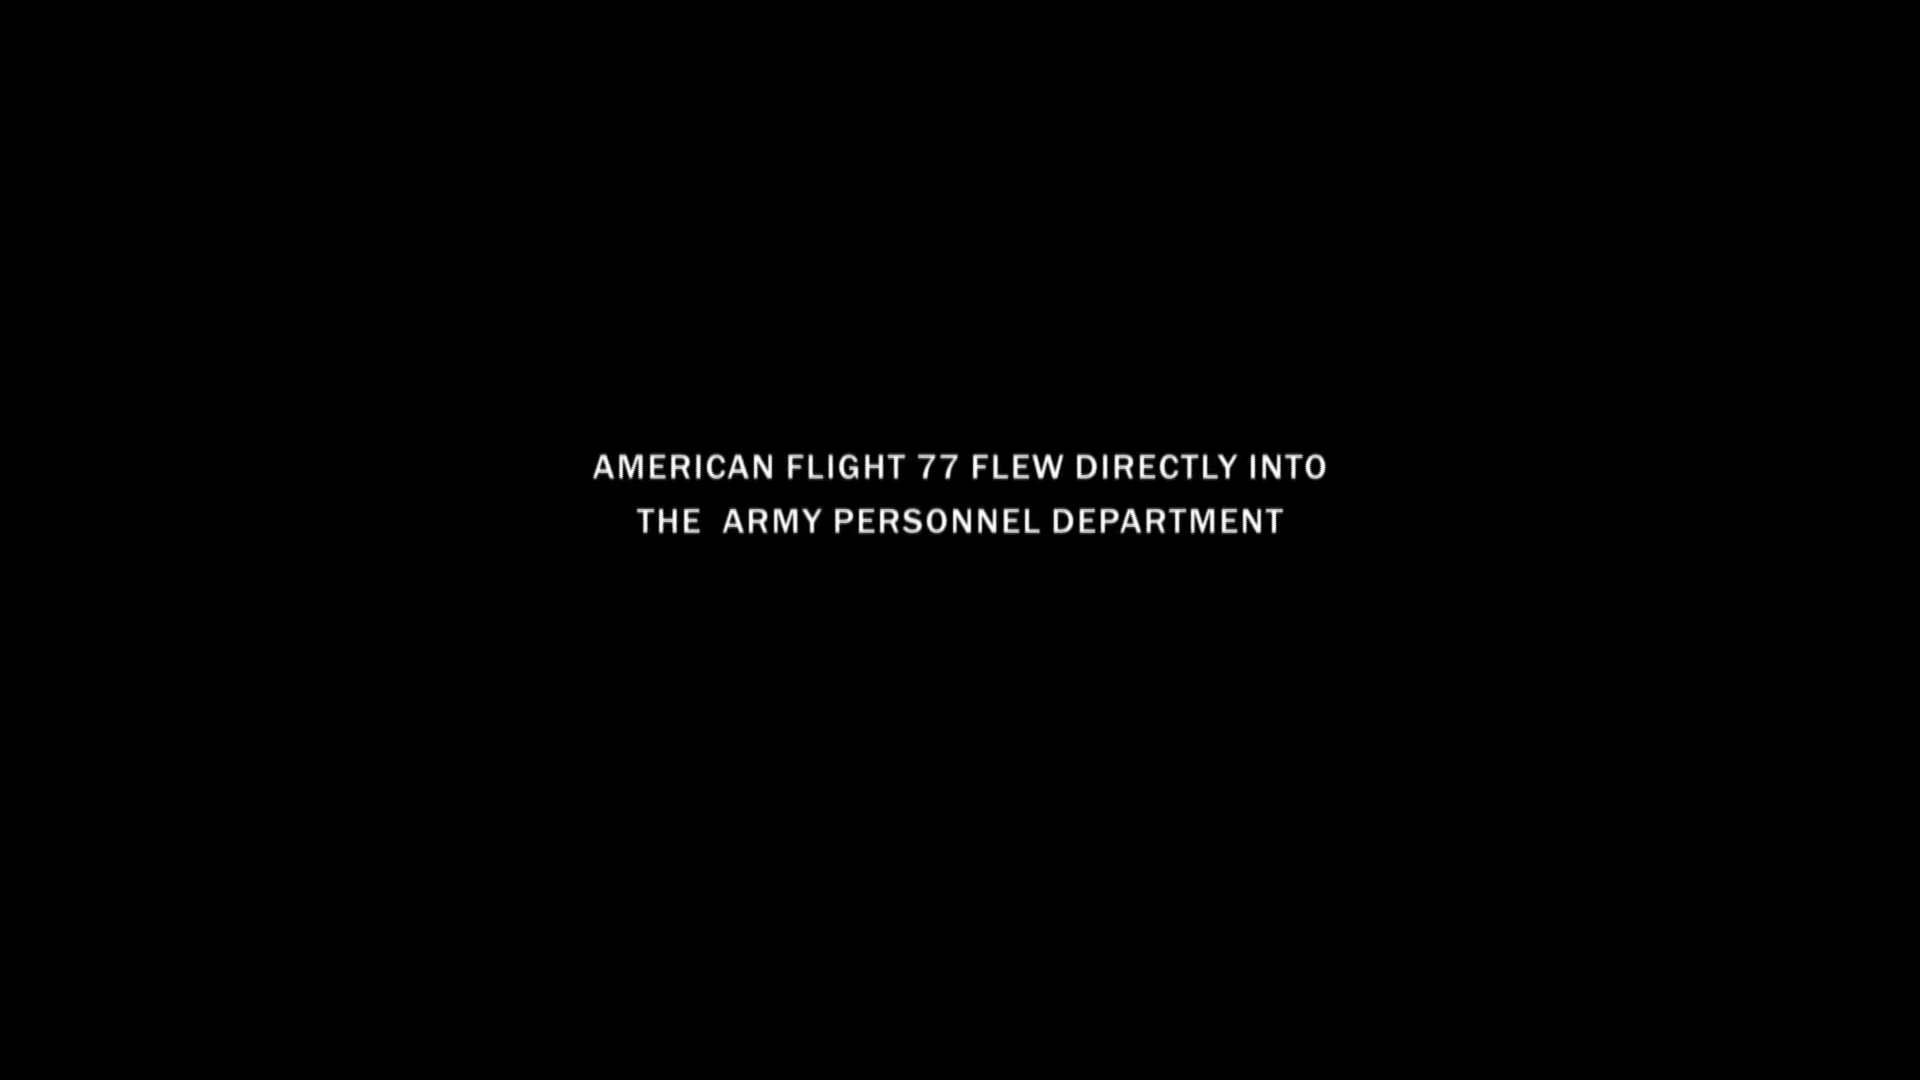 AMERICAN FLIGHT 77 FLEW DIRECTLY INTO
THE  ARMY PERSONNEL DEPARTMENT